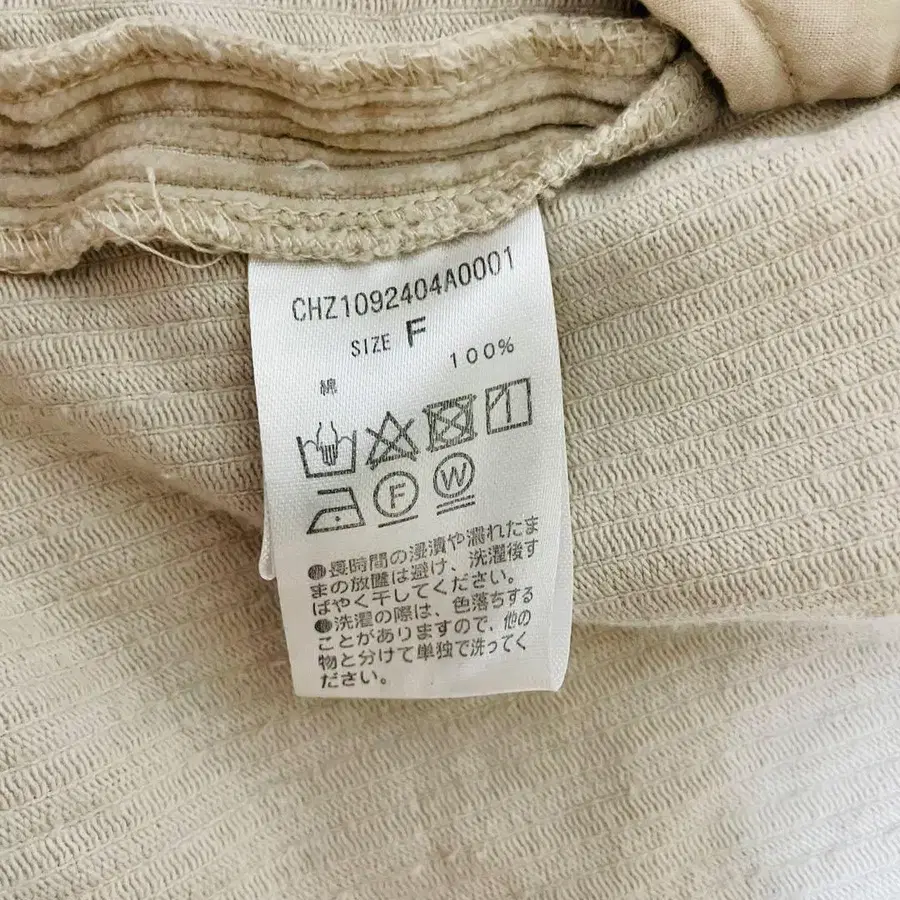 CHZ1092404A0001
SIZE F
綿 100%
F W
●長時間の浸漬や濡れたま
まの放置は避け、洗濯後す
ばやく干してください。
●洗濯の際は、色落ちする
ことがありますので、他の
物と分けて単独で洗ってく
ださい。